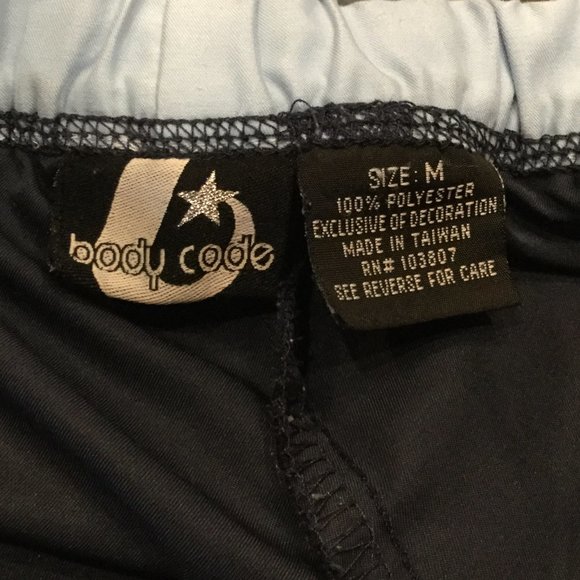 body code
SIZE: M
100% POLYESTER
EXCLUSIVE OF DECORATION
MADE IN TAIWAN
RN# 103807
SEE REVERSE FOR CARE